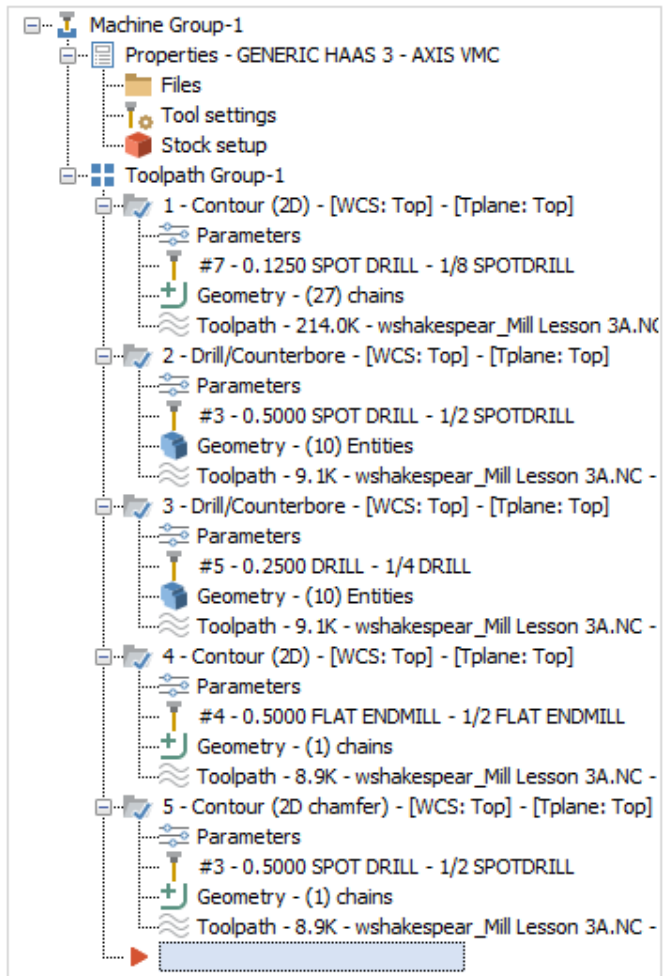 Machine Group-1
Properties - GENERIC HAAS 3 - AXIS VMC
Files
Tool settings
Stock setup
Toolpath Group-1
1 - Contour (2D) - [WCS: Top] - [Tplane: Top]
Parameters
#7 - 0.1250 SPOT DRILL - 1/8 SPOTDRILL
Geometry - (27) chains
Toolpath - 214.0K - wshakespear_Mill Lesson 3A.NC
2 - Drill/Counterbore - [WCS: Top] - [Tplane: Top]
Parameters
#3 - 0.5000 SPOT DRILL - 1/2 SPOTDRILL
Geometry - (10) Entities
Toolpath - 9.1K - wshakespear_Mill Lesson 3A.NC -
3 - Drill/Counterbore - [WCS: Top] - [Tplane: Top]
Parameters
#5 - 0.2500 DRILL - 1/4 DRILL
Geometry - (10) Entities
Toolpath - 9.1K - wshakespear_Mill Lesson 3A.NC -
4 - Contour (2D) - [WCS: Top] - [Tplane: Top]
Parameters
#4 - 0.5000 FLAT ENDMILL - 1/2 FLAT ENDMILL
Geometry - (1) chains
Toolpath - 8.9K - wshakespear_Mill Lesson 3A.NC -
5 - Contour (2D chamfer) - [WCS: Top] - [Tplane: Top]
Parameters
#3 - 0.5000 SPOT DRILL - 1/2 SPOTDRILL
Geometry - (1) chains
Toolpath - 8.9K - wshakespear_Mill Lesson 3A.NC -